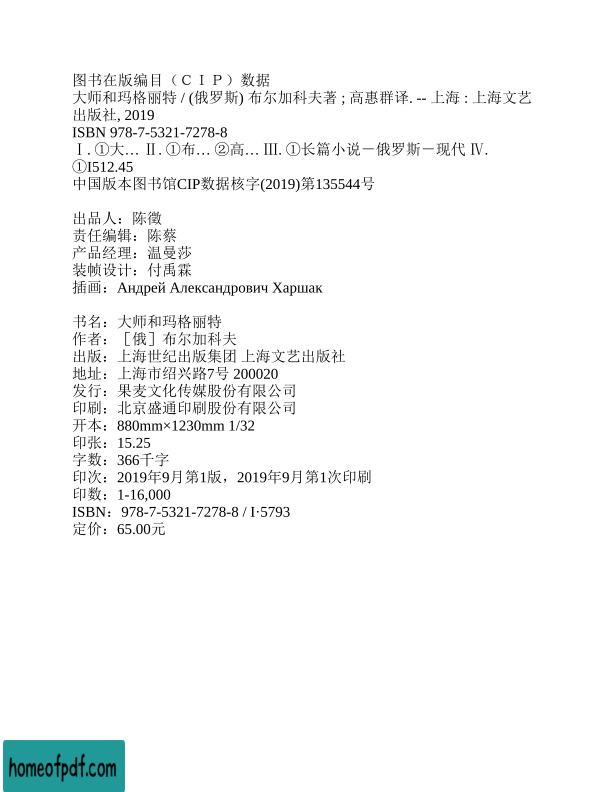 图书在版编目（ＣＩＰ）数据
大师和玛格丽特 / (俄罗斯) 布尔加科夫著 ; 高惠群译. -- 上海 : 上海文艺
出版社, 2019
ISBN 978-7-5321-7278-8
Ⅰ. ①大… Ⅱ. ①布… ②高… Ⅲ. ①长篇小说－俄罗斯－现代 Ⅳ.
①I512.45
中国版本图书馆CIP数据核字(2019)第135544号
出品人：陈徵
责任编辑：陈蔡
产品经理：温曼莎
装帧设计：付禹霖
插画：Андрей Александрович Харшак
书名：大师和玛格丽特
作者：［俄］布尔加科夫
出版：上海世纪出版集团 上海文艺出版社
地址：上海市绍兴路7号 200020
发行：果麦文化传媒股份有限公司
印刷：北京盛通印刷股份有限公司
开本：880mm×1230mm 1/32
印张：15.25
字数：366千字
印次：2019年9月第1版，2019年9月第1次印刷
印数：1-16,000
ISBN：978-7-5321-7278-8 / I·5793
定价：65.00元
homeofpdf.com